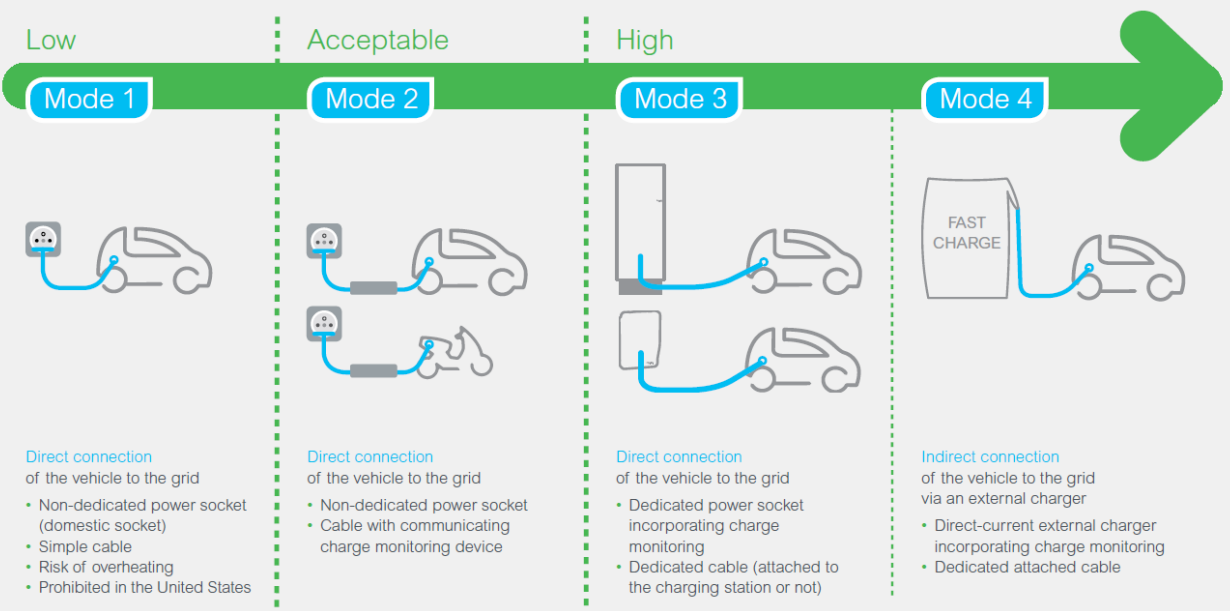 Low
Acceptable
High
Mode 1
Mode 2
Mode 3
Mode 4
FAST
CHARGE
Direct connection
of the vehicle to the grid
• Non-dedicated power socket
(domestic socket)
• Simple cable
• Risk of overheating
• Prohibited in the United States
Direct connection
of the vehicle to the grid
• Non-dedicated power socket
• Cable with communicating
charge monitoring device
Direct connection
of the vehicle to the grid
• Dedicated power socket
incorporating charge
monitoring
• Dedicated cable (attached to
the charging station or not)
Indirect connection
of the vehicle to the grid
via an external charger
• Direct-current external charger
incorporating charge monitoring
• Dedicated attached cable